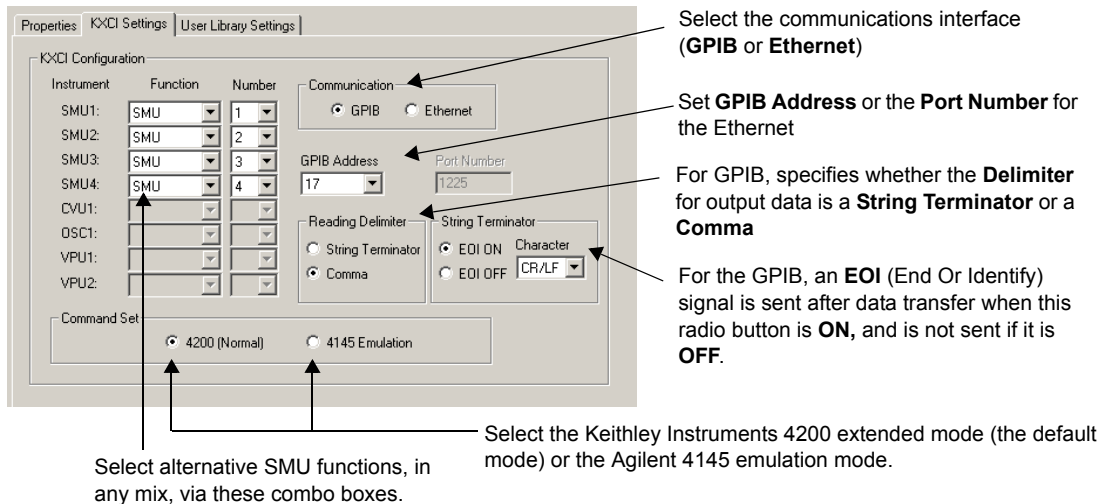 Properties KXCI Settings User Library Settings
KXCI Configuration
Instrument Function Number
SMU1: SMU 1
SMU2: SMU 2
SMU3: SMU 3
SMU4: SMU 4
CVU1:
OSC1:
VPU1:
VPU2:
Communication
GPIB Ethernet
GPIB Address Port Number
17 1225
Reading Delimiter
String Terminator
Comma
String Terminator
EOI ON Character
EOI OFF CR/LF
Command Set
4200 (Normal) 4145 Emulation
Select the communications interface
(GPIB or Ethernet)
Set GPIB Address or the Port Number for
the Ethernet
For GPIB, specifies whether the Delimiter
for output data is a String Terminator or a
Comma
For the GPIB, an EOI (End Or Identify)
signal is sent after data transfer when this
radio button is ON, and is not sent if it is
OFF.
Select the Keithley Instruments 4200 extended mode (the default
mode) or the Agilent 4145 emulation mode.
Select alternative SMU functions, in
any mix, via these combo boxes.